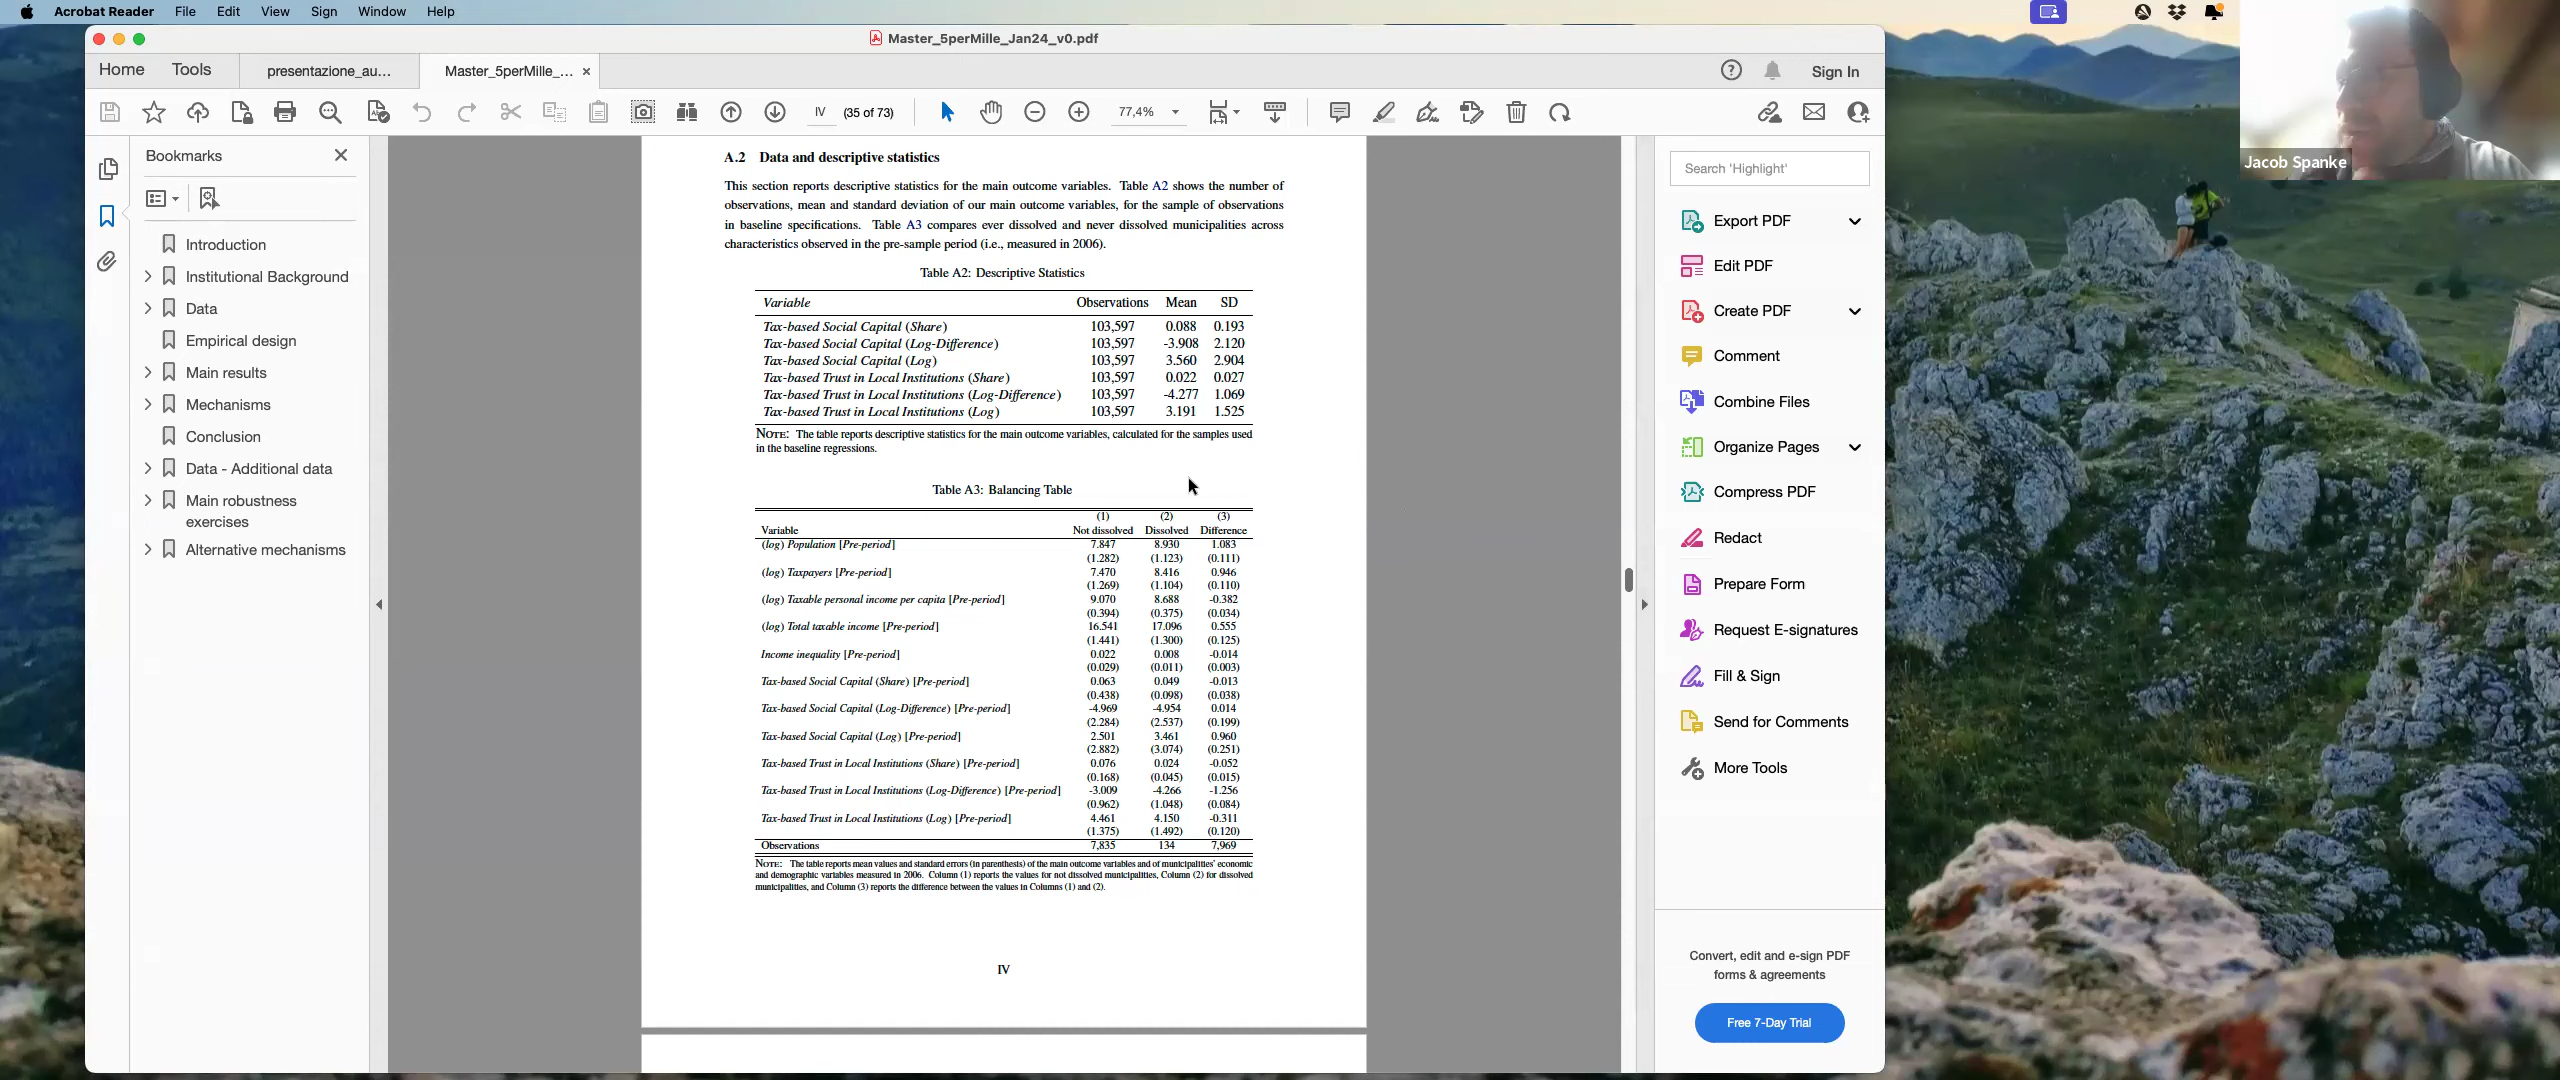 Acrobat Reader File Edit View Sign Window Help
Master_5perMille_Jan24_v0.pdf
Home Tools presentazione_au... Master_5perMille_... Sign In
IV (35 of 73) 77,4%
Bookmarks
Introduction
Institutional Background
Data
Empirical design
Main results
Mechanisms
Conclusion
Data - Additional data
Main robustness
exercises
Alternative mechanisms
A.2 Data and descriptive statistics
This section reports descriptive statistics for the main outcome variables. Table A2 shows the number of
observations, mean and standard deviation of our main outcome variables, for the sample of observations
in baseline specifications. Table A3 compares ever dissolved and never dissolved municipalities across
characteristics observed in the pre-sample period (i.e., measured in 2006).
Table A2: Descriptive Statistics
Variable Observations Mean SD
Tax-based Social Capital (Share) 103,597 0.088 0.193
Tax-based Social Capital (Log-Difference) 103,597 -3.908 2.120
Tax-based Social Capital (Log) 103,597 3.560 2.904
Tax-based Trust in Local Institutions (Share) 103,597 0.022 0.027
Tax-based Trust in Local Institutions (Log-Difference) 103,597 -4.277 1.069
Tax-based Trust in Local Institutions (Log) 103,597 3.191 1.525
NOTE: The table reports descriptive statistics for the main outcome variables, calculated for the samples used
in the baseline regressions.
Table A3: Balancing Table
(1) (2) (3)
Variable Not dissolved Dissolved Difference
(log) Population [Pre-period] 7.847 8.930 1.083
(1.282) (1.123) (0.111)
(log) Taxpayers [Pre-period] 7.470 8.416 0.946
(1.269) (1.104) (0.110)
(log) Taxable personal income per capita [Pre-period] 9.070 8.688 -0.382
(0.394) (0.375) (0.034)
(log) Total taxable income [Pre-period] 16.541 17.096 0.555
(1.441) (1.300) (0.125)
Income inequality [Pre-period] 0.022 0.008 -0.014
(0.029) (0.011) (0.003)
Tax-based Social Capital (Share) [Pre-period] 0.063 0.049 -0.013
(0.438) (0.098) (0.038)
Tax-based Social Capital (Log-Difference) [Pre-period] -4.969 -4.954 0.014
(2.284) (2.537) (0.199)
Tax-based Social Capital (Log) [Pre-period] 2.501 3.461 0.960
(2.882) (3.074) (0.251)
Tax-based Trust in Local Institutions (Share) [Pre-period] 0.076 0.024 -0.052
(0.168) (0.045) (0.015)
Tax-based Trust in Local Institutions (Log-Difference) [Pre-period] -3.009 -4.266 -1.256
(0.962) (1.048) (0.084)
Tax-based Trust in Local Institutions (Log) [Pre-period] 4.461 4.150 -0.311
(1.375) (1.492) (0.120)
Observations 7,835 134 7,969
NOTE: The table reports mean values and standard errors (in parenthesis) of the main outcome variables and of municipalities' economic
and demographic variables measured in 2006. Column (1) reports the values for not dissolved municipalities, Column (2) for dissolved
municipalities, and Column (3) reports the difference between the values in Columns (1) and (2).
IV
Search 'Highlight'
Export PDF
Edit PDF
Create PDF
Comment
Combine Files
Organize Pages
Compress PDF
Redact
Prepare Form
Request E-signatures
Fill & Sign
Send for Comments
More Tools
Convert, edit and e-sign PDF
forms & agreements
Free 7-Day Trial
Jacob Spanke